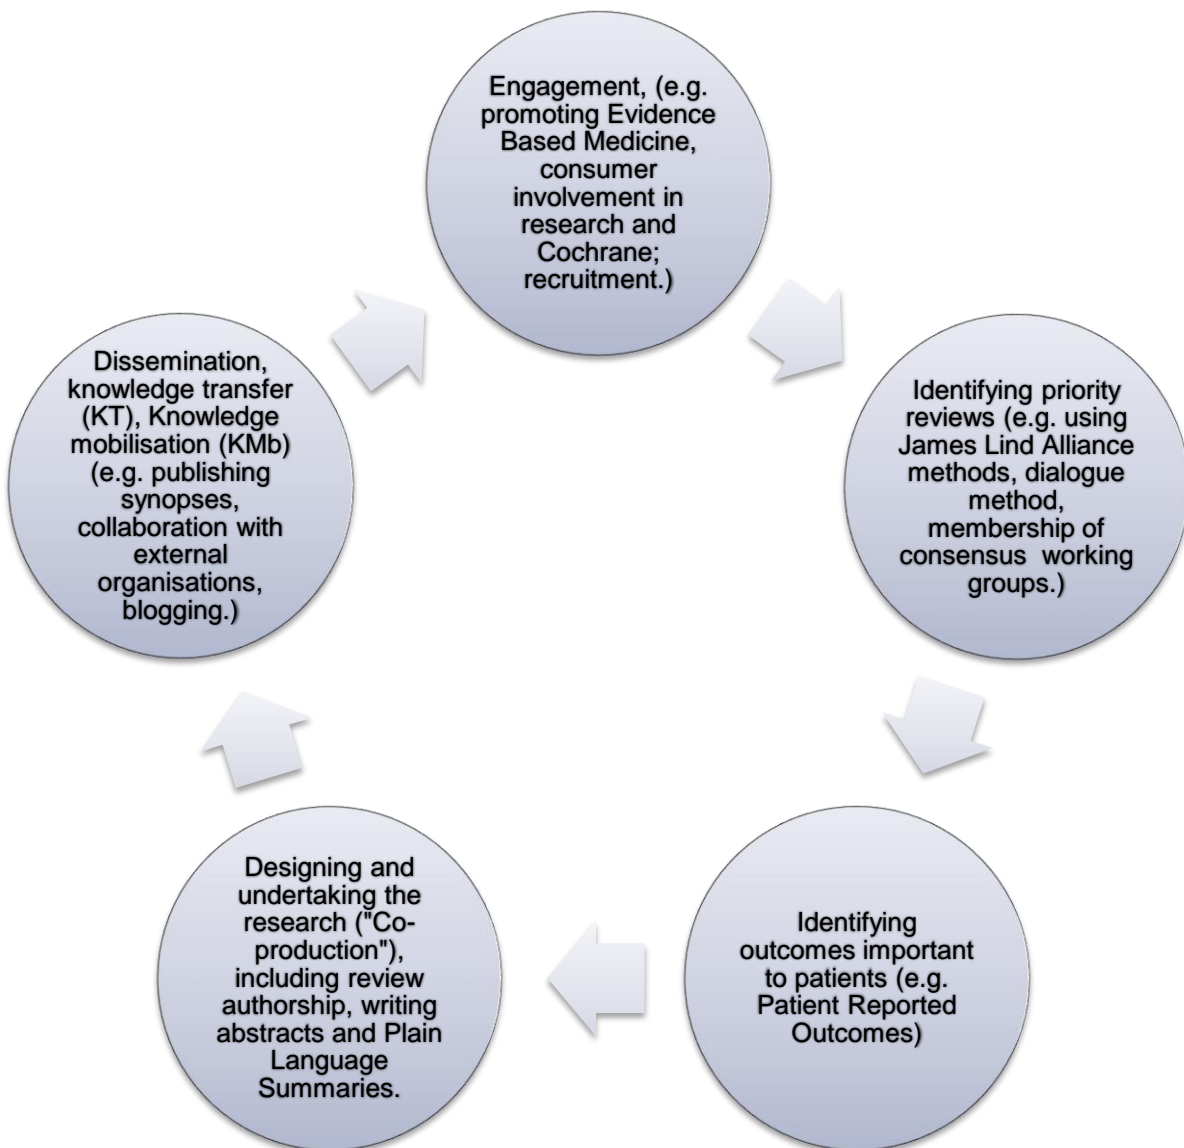 Engagement, (e.g.
promoting Evidence
Based Medicine,
consumer
involvement in
research and
Cochrane;
recruitment.)
Identifying priority
reviews (e.g. using
James Lind Alliance
methods, dialogue
method,
membership of
consensus working
groups.)
Identifying
outcomes important
to patients (e.g.
Patient Reported
Outcomes)
Designing and
undertaking the
research ("Co-
production"),
including review
authorship, writing
abstracts and Plain
Language
Summaries.
Dissemination,
knowledge transfer
(KT), Knowledge
mobilisation (KMb)
(e.g. publishing
synopses,
collaboration with
external
organisations,
blogging.)